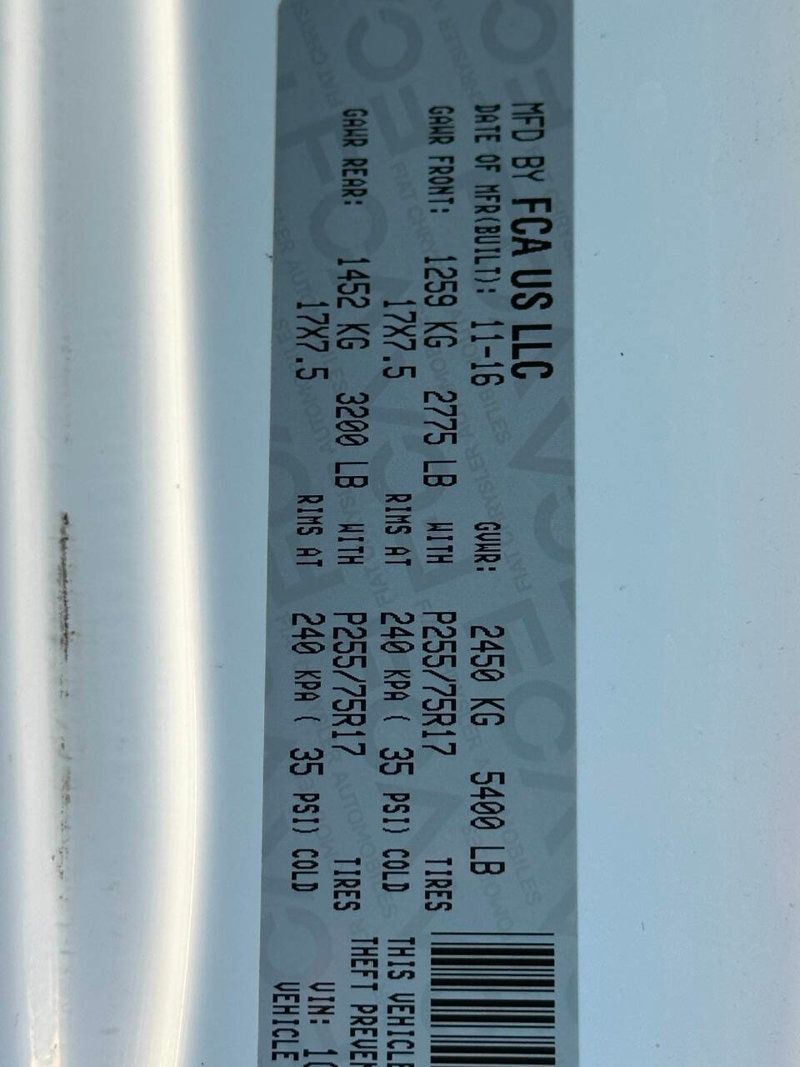 MFD BY FCA US LLC
DATE OF MFR(BUILT): 11-16 GVWR: 2450 KG 5400 LB
GAWR FRONT: 1259 KG 2775 LB WITH P255/75R17 TIRES
17X7.5 RIMS AT 240 KPA ( 35 PSI) COLD
GAWR REAR: 1452 KG 3200 LB WITH P255/75R17 TIRES
17X7.5 RIMS AT 240 KPA ( 35 PSI) COLD
THIS VEHICLE
THEFT PREVEN
VIN: 1C
VEHICLE